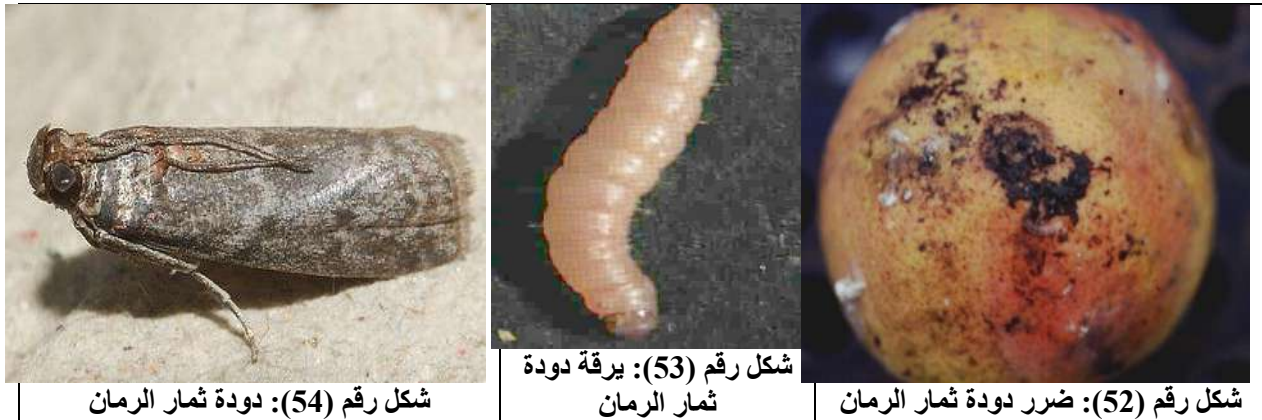 شكل رقم (52): ضرر دودة ثمار الرمان
شكل رقم (53): يرقة دودة
ثمار الرمان
شكل رقم (54): دودة ثمار الرمان